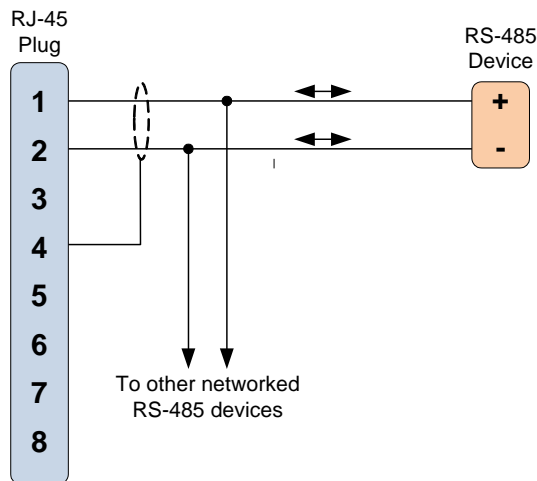 RJ-45
Plug
RS-485
Device
1
+
2
-
3
4
5
6
7
8
To other networked
RS-485 devices